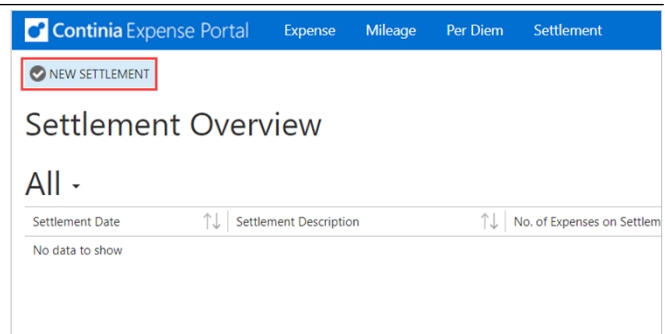 Continia Expense Portal Expense Mileage Per Diem Settlement
NEW SETTLEMENT
Settlement Overview
All
Settlement Date Settlement Description No. of Expenses on Settlem
No data to show